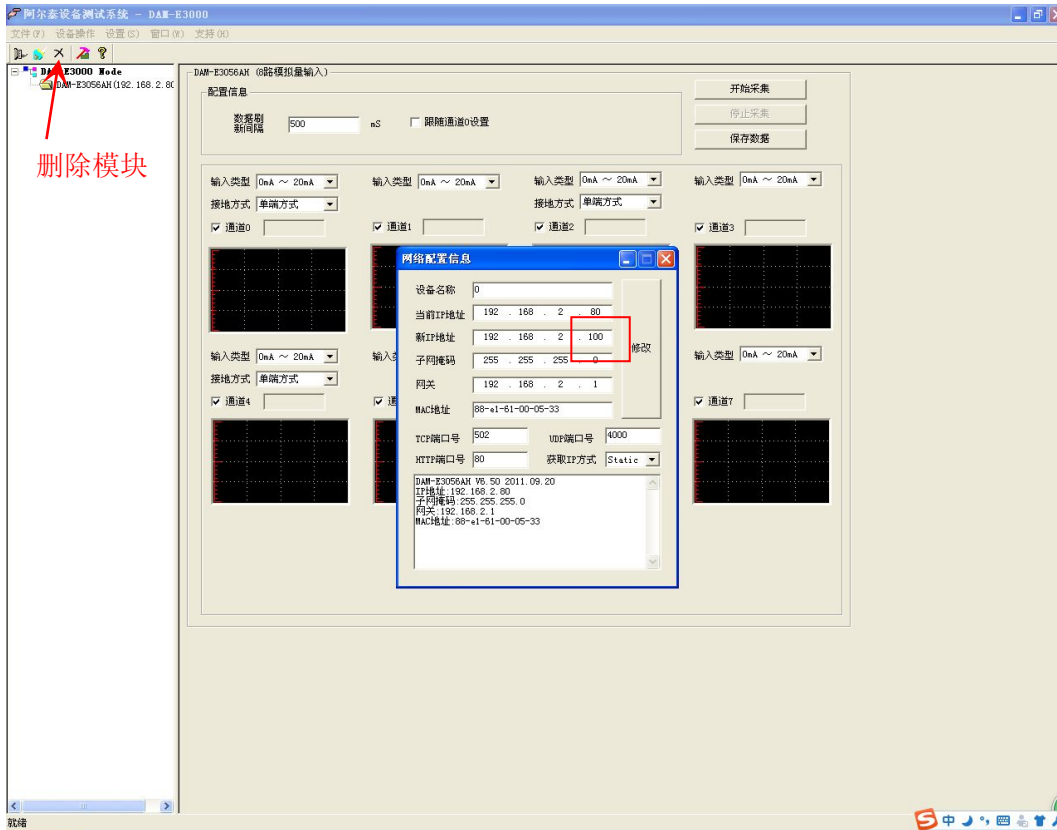 阿尔泰设备测试系统 - DAM-E3000
文件(F) 设备操作 设置(S) 窗口(W) 支持(H)
DAM-E3000 Node
DAM-E3056AH(192.168.2.80
删除模块
DAM-E3056AH (8路模拟量输入)
配置信息
数据刷新间隔 500 mS 跟随通道0设置
开始采集
停止采集
保存数据
输入类型 0mA ～ 20mA 输入类型 0mA ～ 20mA 输入类型 0mA ～ 20mA 输入类型 0mA ～ 20mA
接地方式 单端方式 接地方式 单端方式
通道0 通道1 通道2 通道3
输入类型 0mA ～ 20mA 输入类型 0mA ～ 20mA
接地方式 单端方式
通道4 通道7
网络配置信息
设备名称 0
当前IP地址 192 . 168 . 2 . 80
新IP地址 192 . 168 . 2 . 100
修改
子网掩码 255 . 255 . 255 . 0
网关 192 . 168 . 2 . 1
MAC地址 88-e1-61-00-05-33
TCP端口号 502 UDP端口号 4000
HTTP端口号 80 获取IP方式 Static
DAM-E3056AH V6.50 2011.09.20
IP地址:192.168.2.80
子网掩码:255.255.255.0
网关:192.168.2.1
MAC地址:88-e1-61-00-05-33
就绪
中